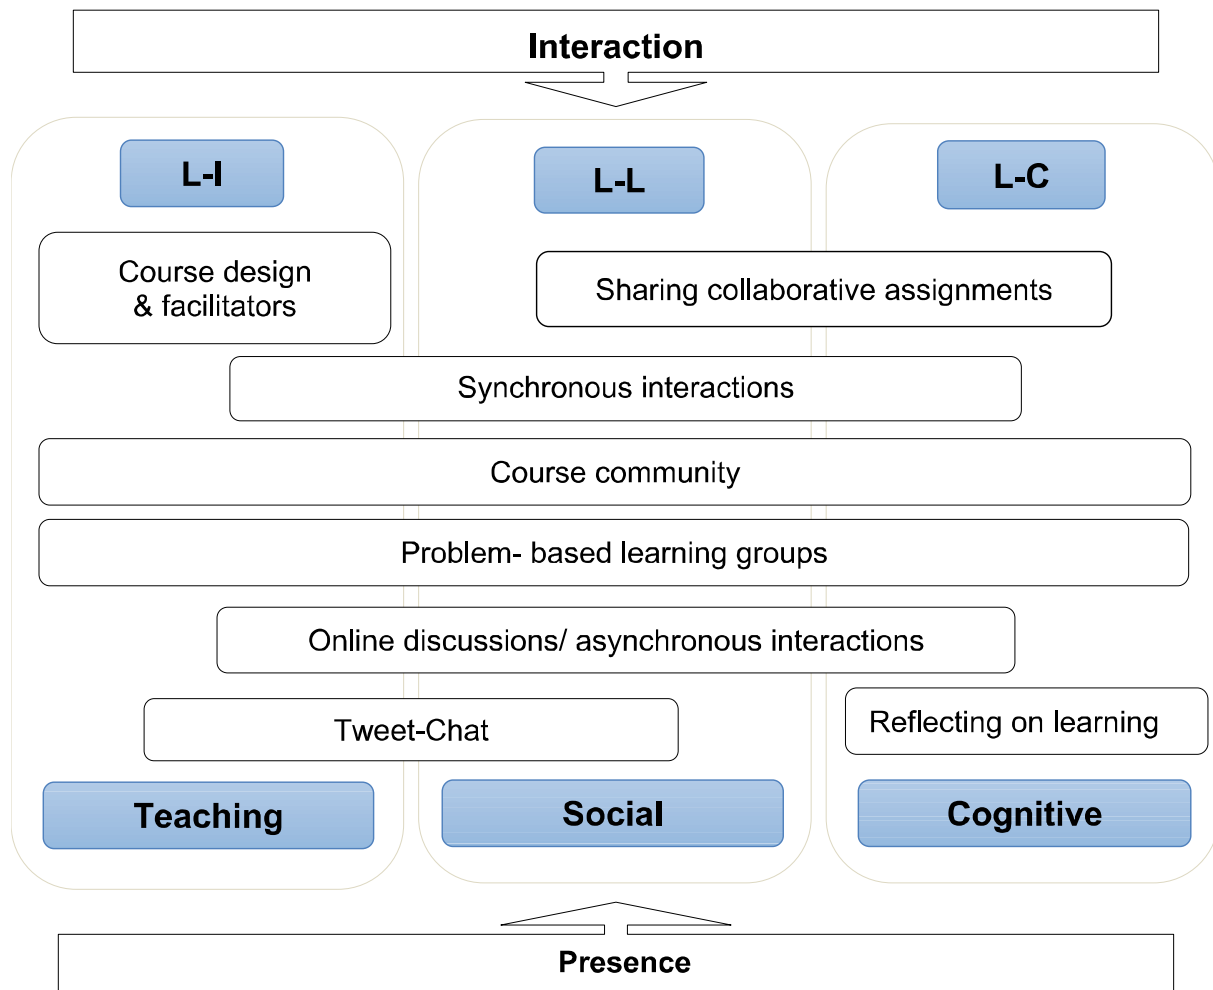 Interaction
L-I
L-L
L-C
Course design
& facilitators
Sharing collaborative assignments
Synchronous interactions
Course community
Problem- based learning groups
Online discussions/ asynchronous interactions
Tweet-Chat
Reflecting on learning
Teaching
Social
Cognitive
Presence